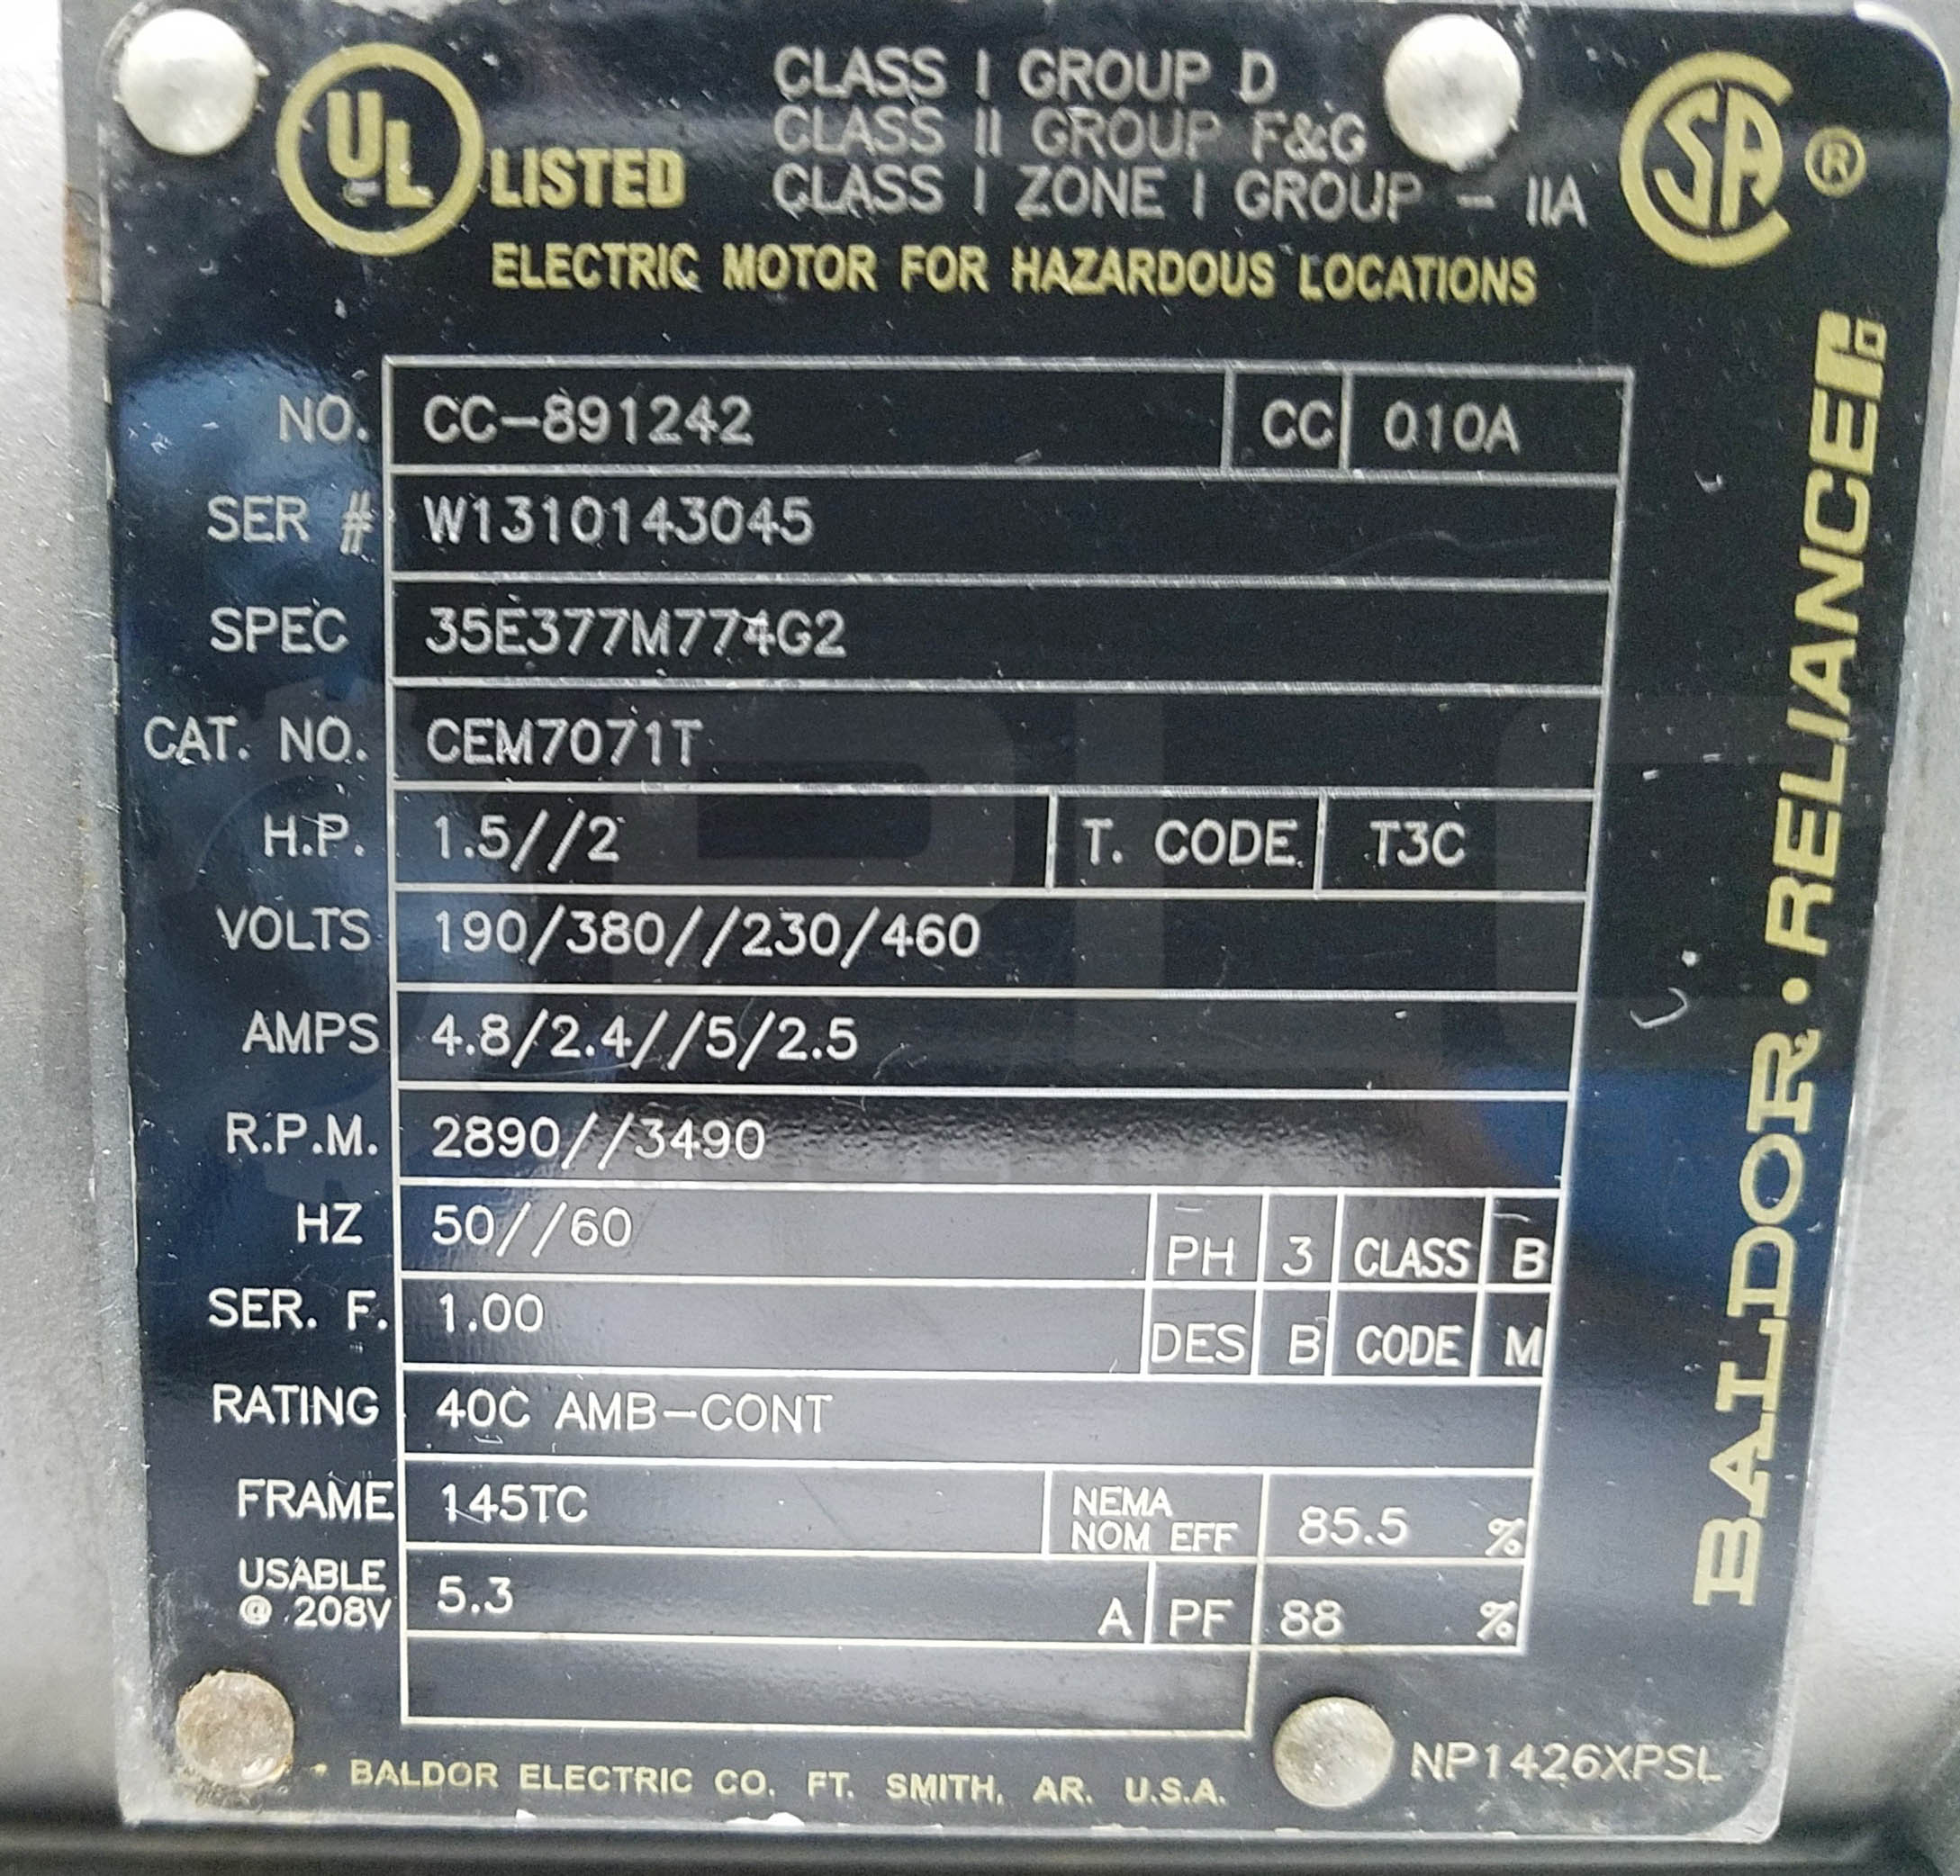 UL LISTED
CLASS I GROUP D
CLASS II GROUP F&G
CLASS I ZONE I GROUP - IIA
SA ®
ELECTRIC MOTOR FOR HAZARDOUS LOCATIONS
NO. CC-891242 CC 010A
SER # W1310143045
SPEC 35E377M774G2
CAT. NO. CEM7071T
H.P. 1.5//2 T. CODE T3C
VOLTS 190/380//230/460
AMPS 4.8/2.4//5/2.5
R.P.M. 2890//3490
HZ 50//60 PH 3 CLASS B
SER. F. 1.00 DES B CODE M
RATING 40C AMB-CONT
FRAME 145TC NEMA NOM EFF 85.5 %
USABLE @ 208V 5.3 A PF 88 %
BALDOR • RELIANCE
BALDOR ELECTRIC CO. FT. SMITH, AR. U.S.A.
NP1426XPSL